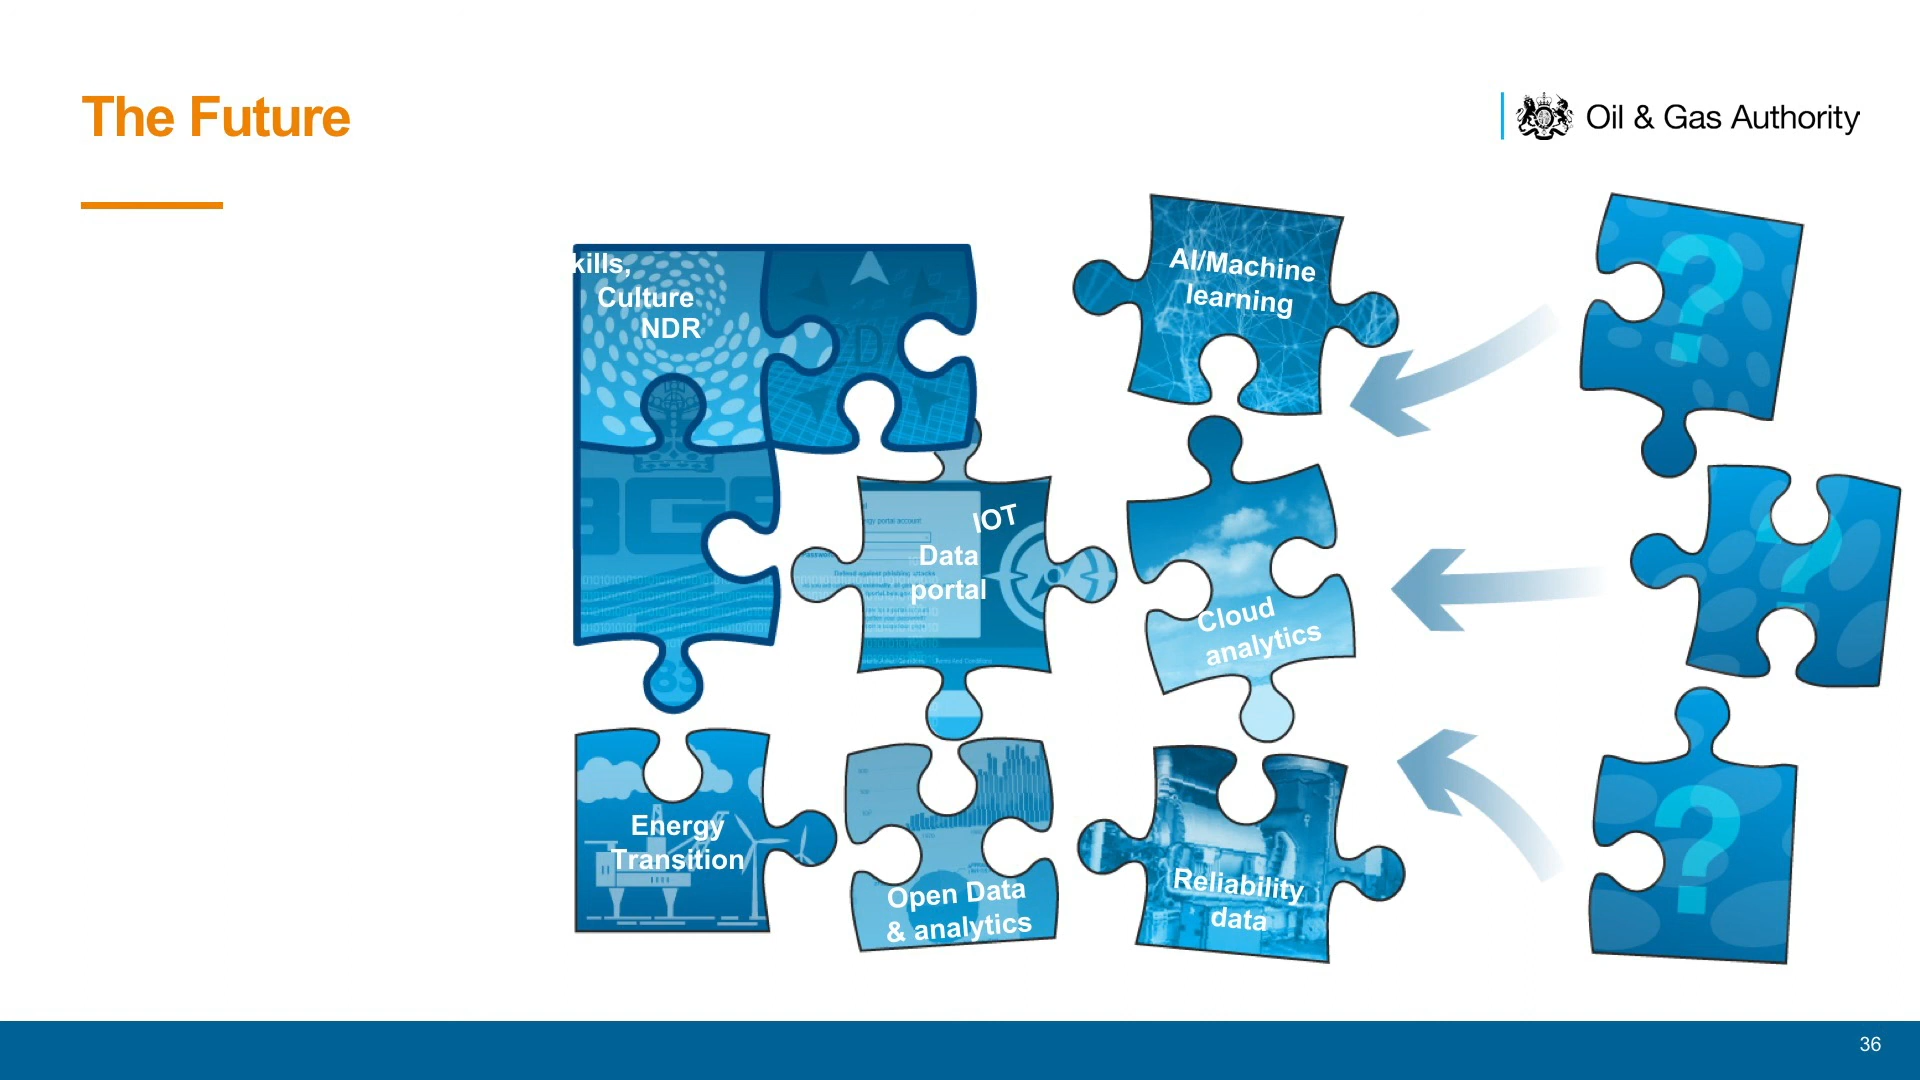 The Future
Oil & Gas Authority
kills,
Culture
NDR
AI/Machine
learning
?
IOT
Data
portal
Cloud
analytics
?
Energy
Transition
Open Data
& analytics
Reliability
data
?
36